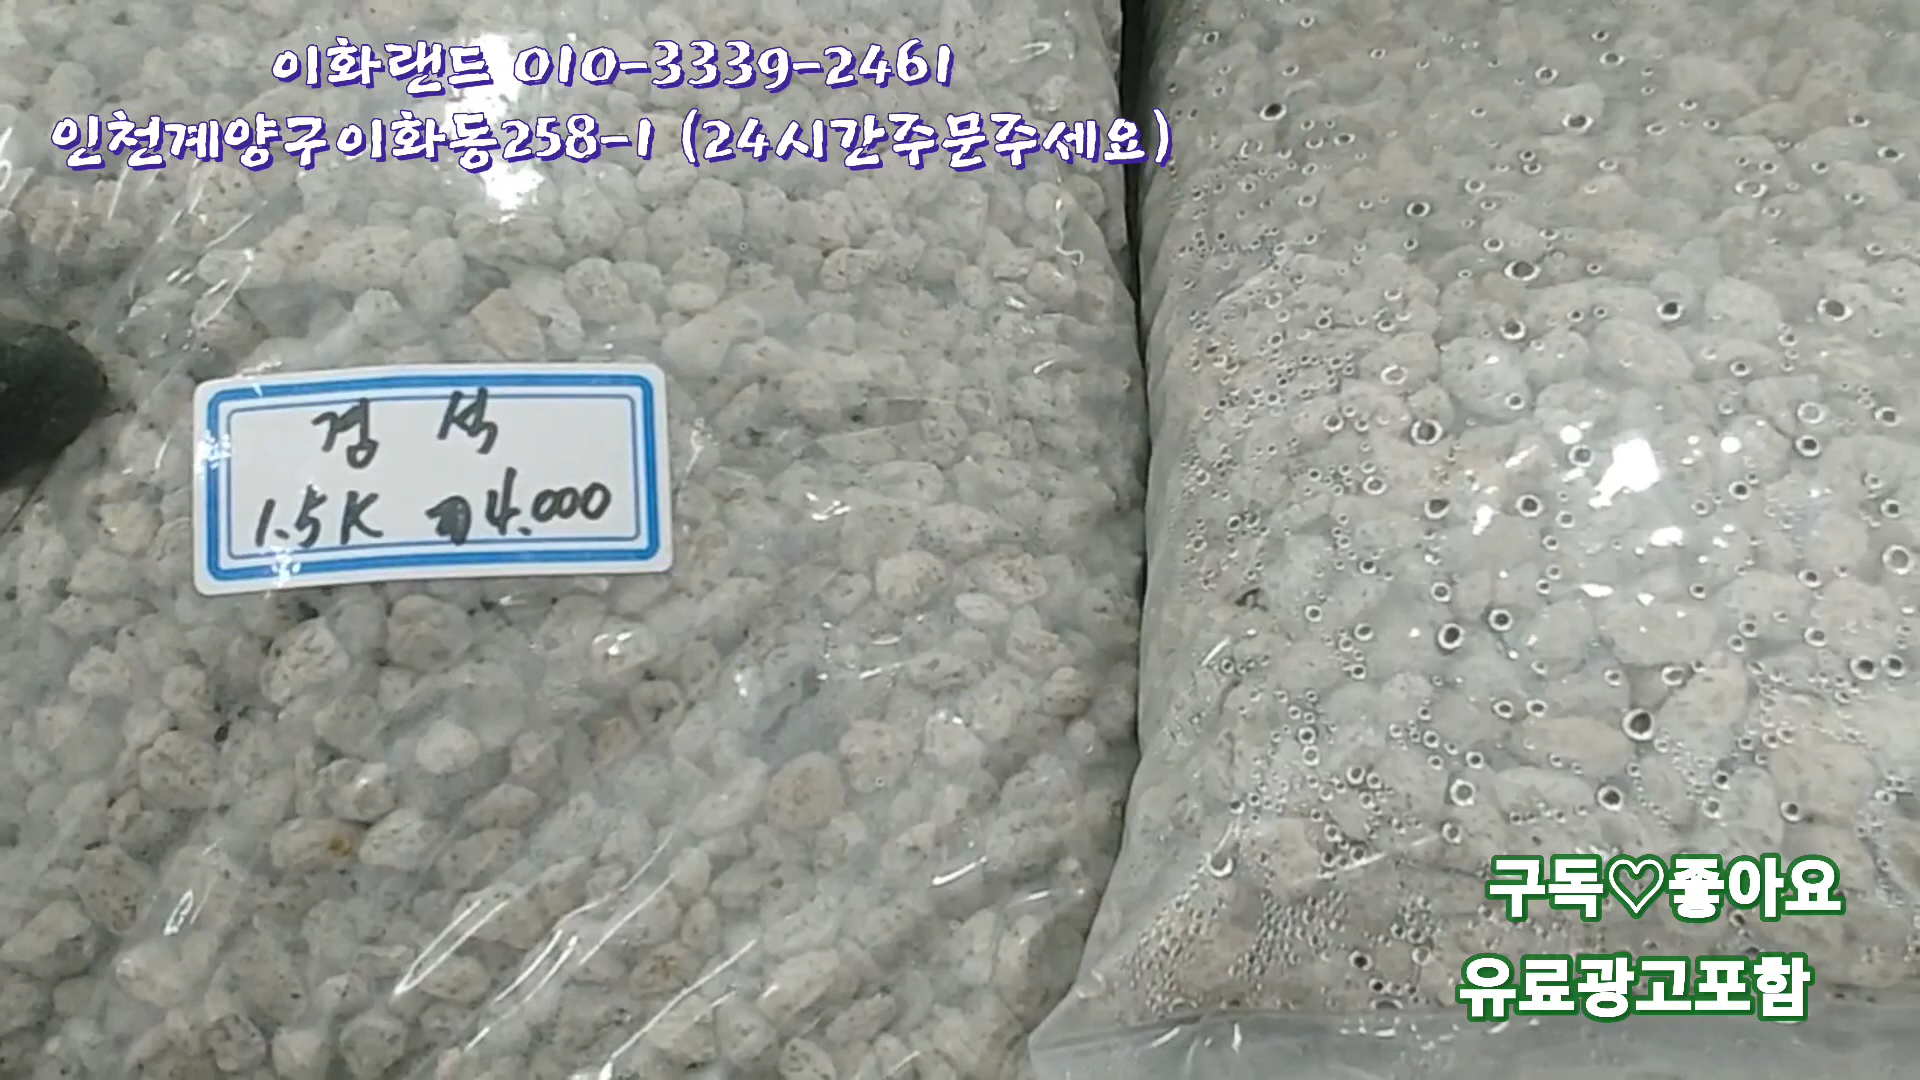 이화랜드 010-3339-2461
인천계양구이화동258-1 (24시간주문주세요)
경 석
1.5K 4.000
구독♡좋아요
유료광고포함